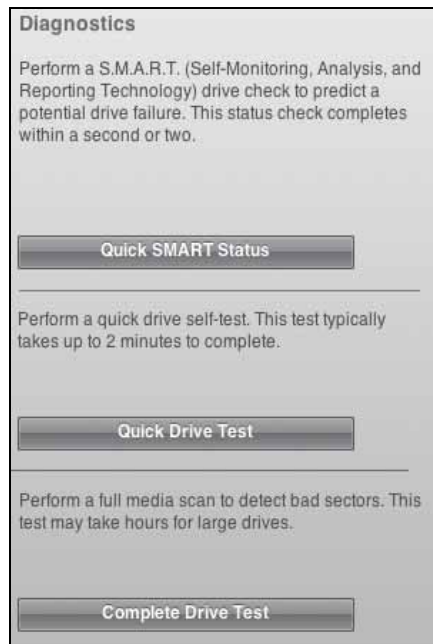 Diagnostics
Perform a S.M.A.R.T. (Self-Monitoring, Analysis, and
Reporting Technology) drive check to predict a
potential drive failure. This status check completes
within a second or two.
Quick SMART Status
Perform a quick drive self-test. This test typically
takes up to 2 minutes to complete.
Quick Drive Test
Perform a full media scan to detect bad sectors. This
test may take hours for large drives.
Complete Drive Test